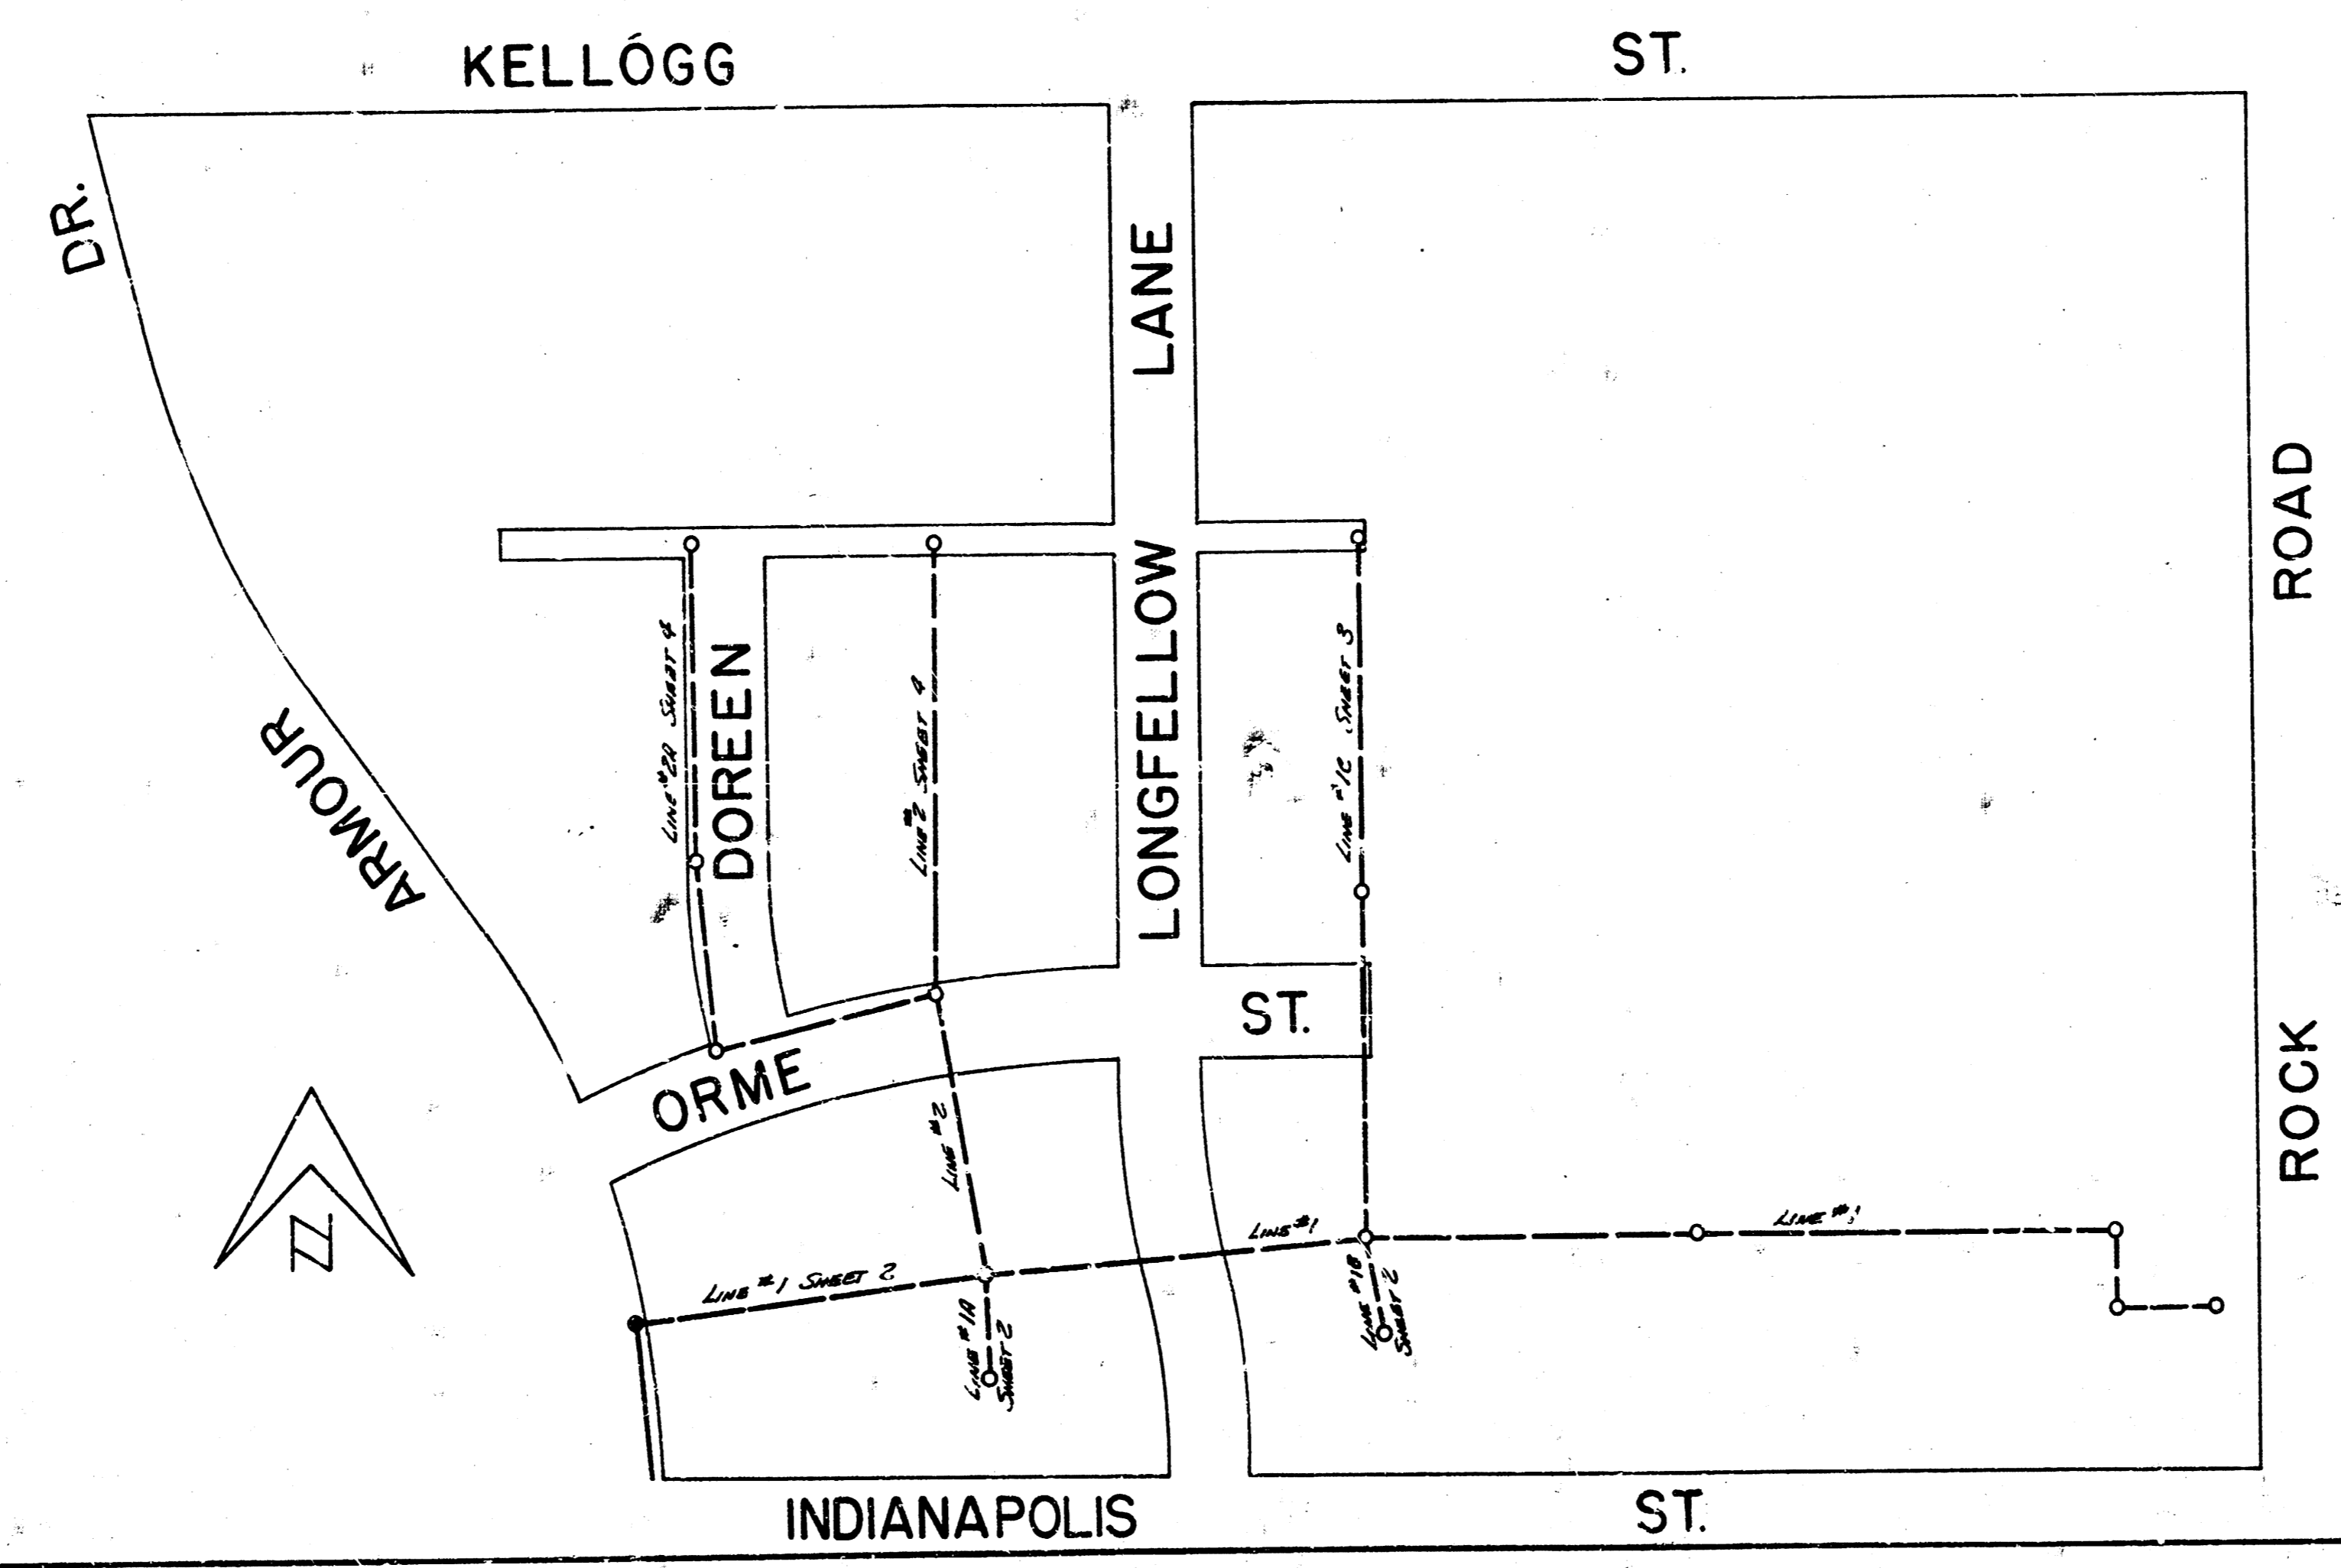 KELLOGG ST.
DR.
ARMOUR
LANE
LONGFELLOW
DOREEN
ROAD
ROCK
LINE #2A SHEET 4
LINE #2 SHEET 4
LINE #1C SHEET 3
ST.
ORME
LINE #2
LINE #1
LINE #1
LINE #1 SHEET 2
LINE #1A
SHEET 2
LINE #1B
SHEET 2
N
INDIANAPOLIS ST.